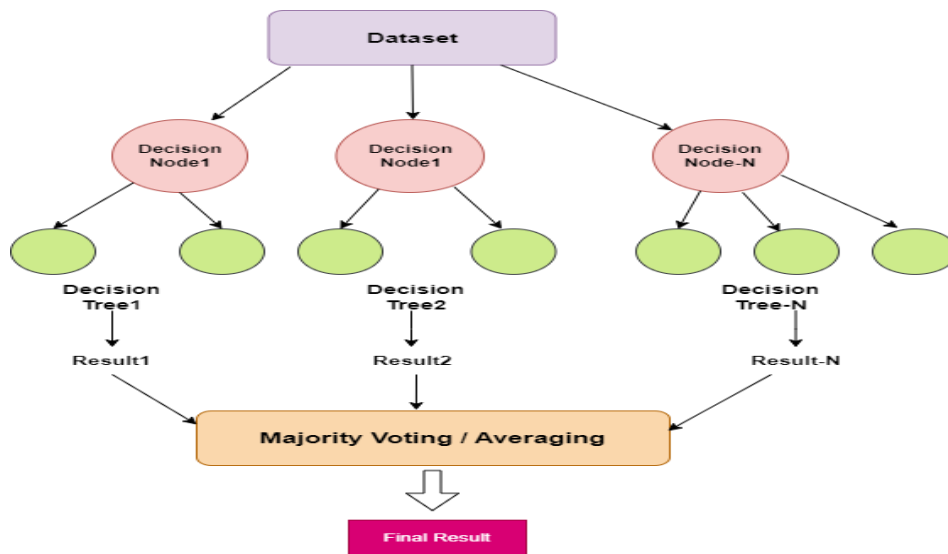 Dataset
Decision
Node1
Decision
Node1
Decision
Node-N
Decision
Tree1
Decision
Tree2
Decision
Tree-N
Result1
Result2
Result-N
Majority Voting / Averaging
Final Result